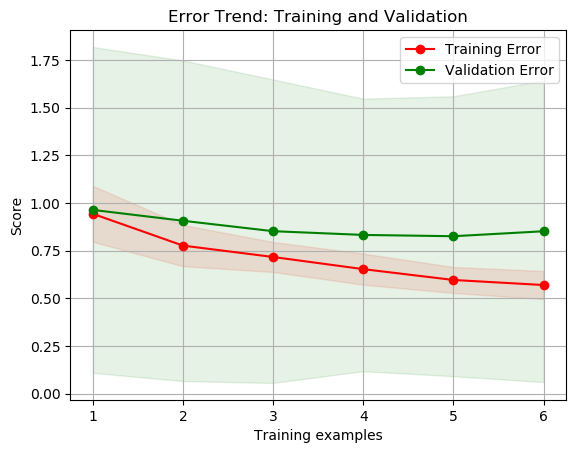 Error Trend: Training and Validation
Training Error
Validation Error
Score
1.75
1.50
1.25
1.00
0.75
0.50
0.25
0.00
1 2 3 4 5 6
Training examples